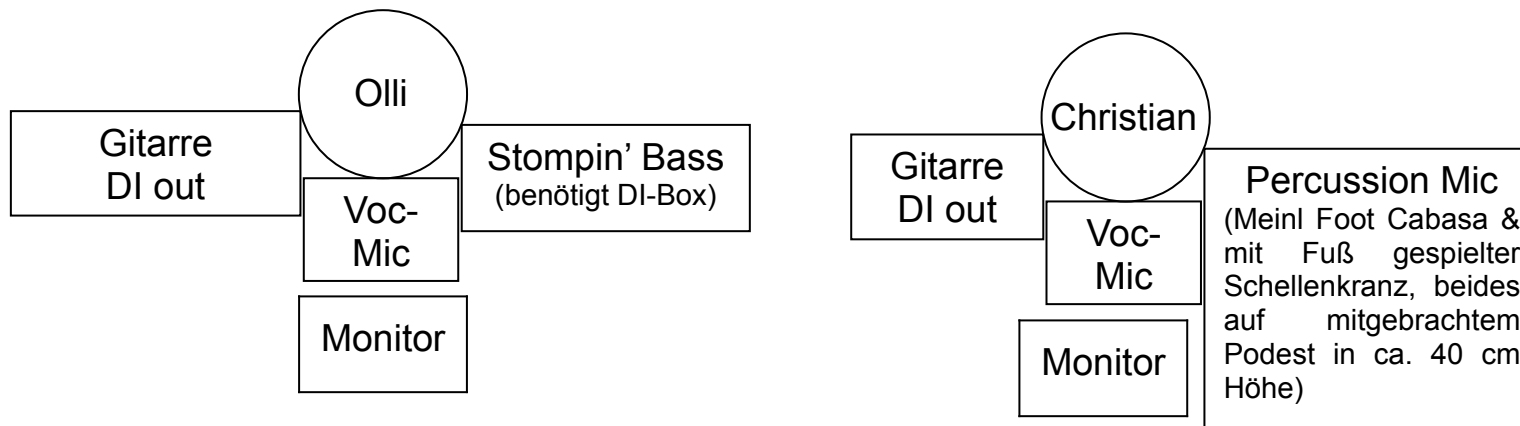 Olli
Gitarre
DI out
Stompin’ Bass
(benötigt DI-Box)
Voc-
Mic
Monitor
Christian
Gitarre
DI out
Voc-
Mic
Monitor
Percussion Mic
(Meinl Foot Cabasa &
mit Fuß gespielter
Schellenkranz, beides
auf mitgebrachtem
Podest in ca. 40 cm
Höhe)